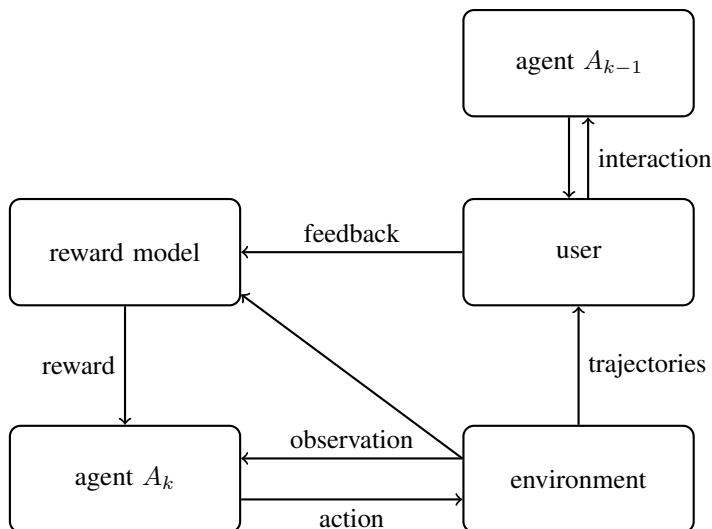 agent $A_{k-1}$
interaction
reward model
feedback
user
reward
trajectories
agent $A_k$
observation
environment
action